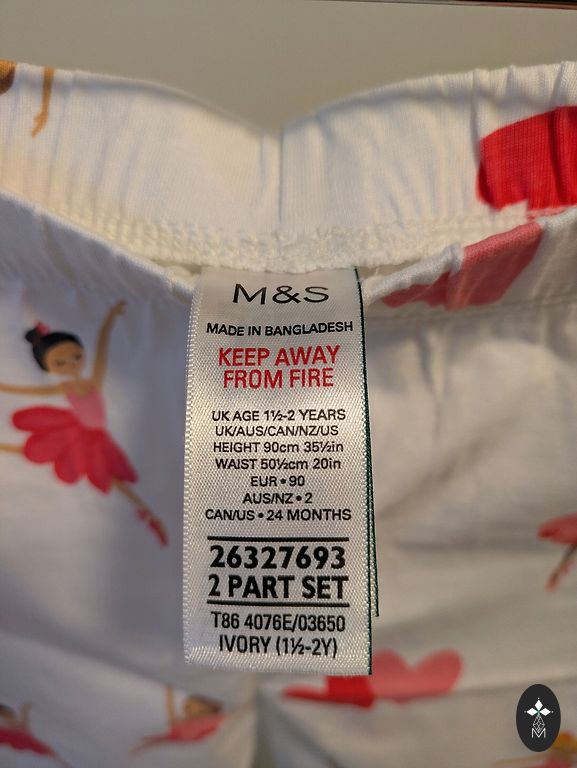 M&S
MADE IN BANGLADESH
KEEP AWAY
FROM FIRE
UK AGE 1½-2 YEARS
UK/AUS/CAN/NZ/US
HEIGHT 90cm 35½in
WAIST 50½cm 20in
EUR • 90
AUS/NZ • 2
CAN/US • 24 MONTHS
26327693
2 PART SET
T86 4076E/03650
IVORY (1½-2Y)
M